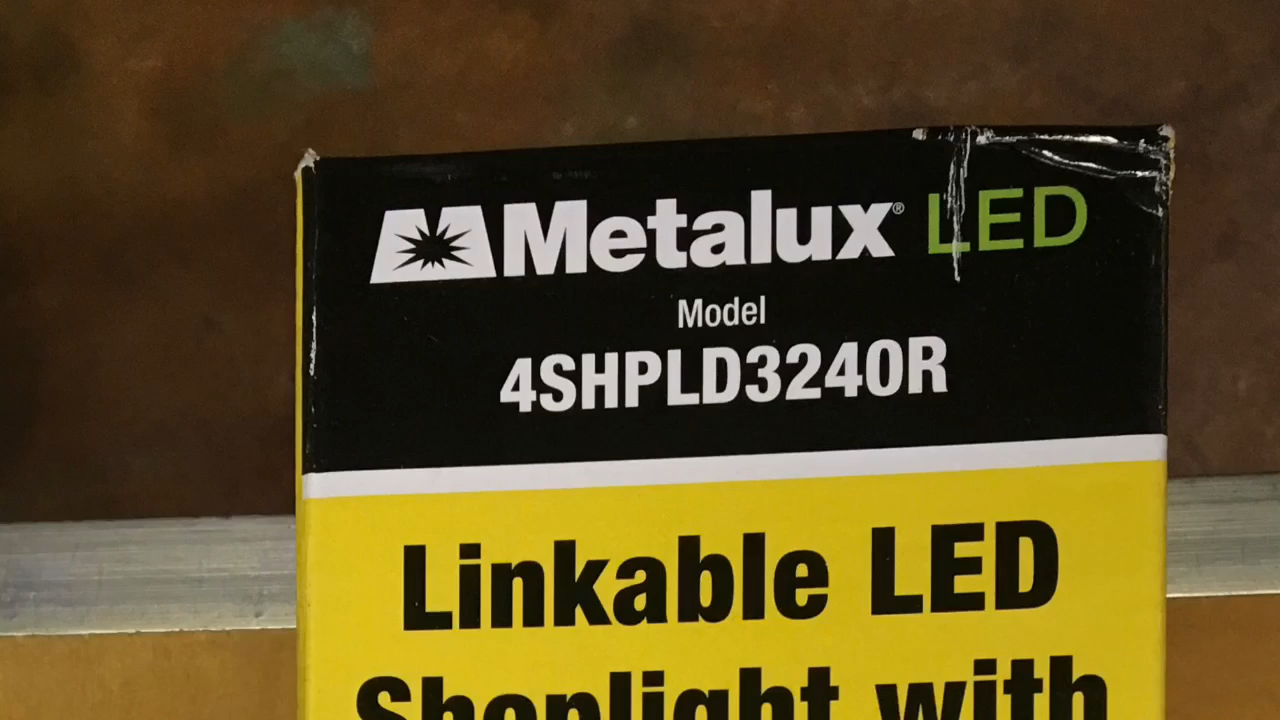 Metalux® LED
Model
4SHPLD3240R
Linkable LED
Shoplight with